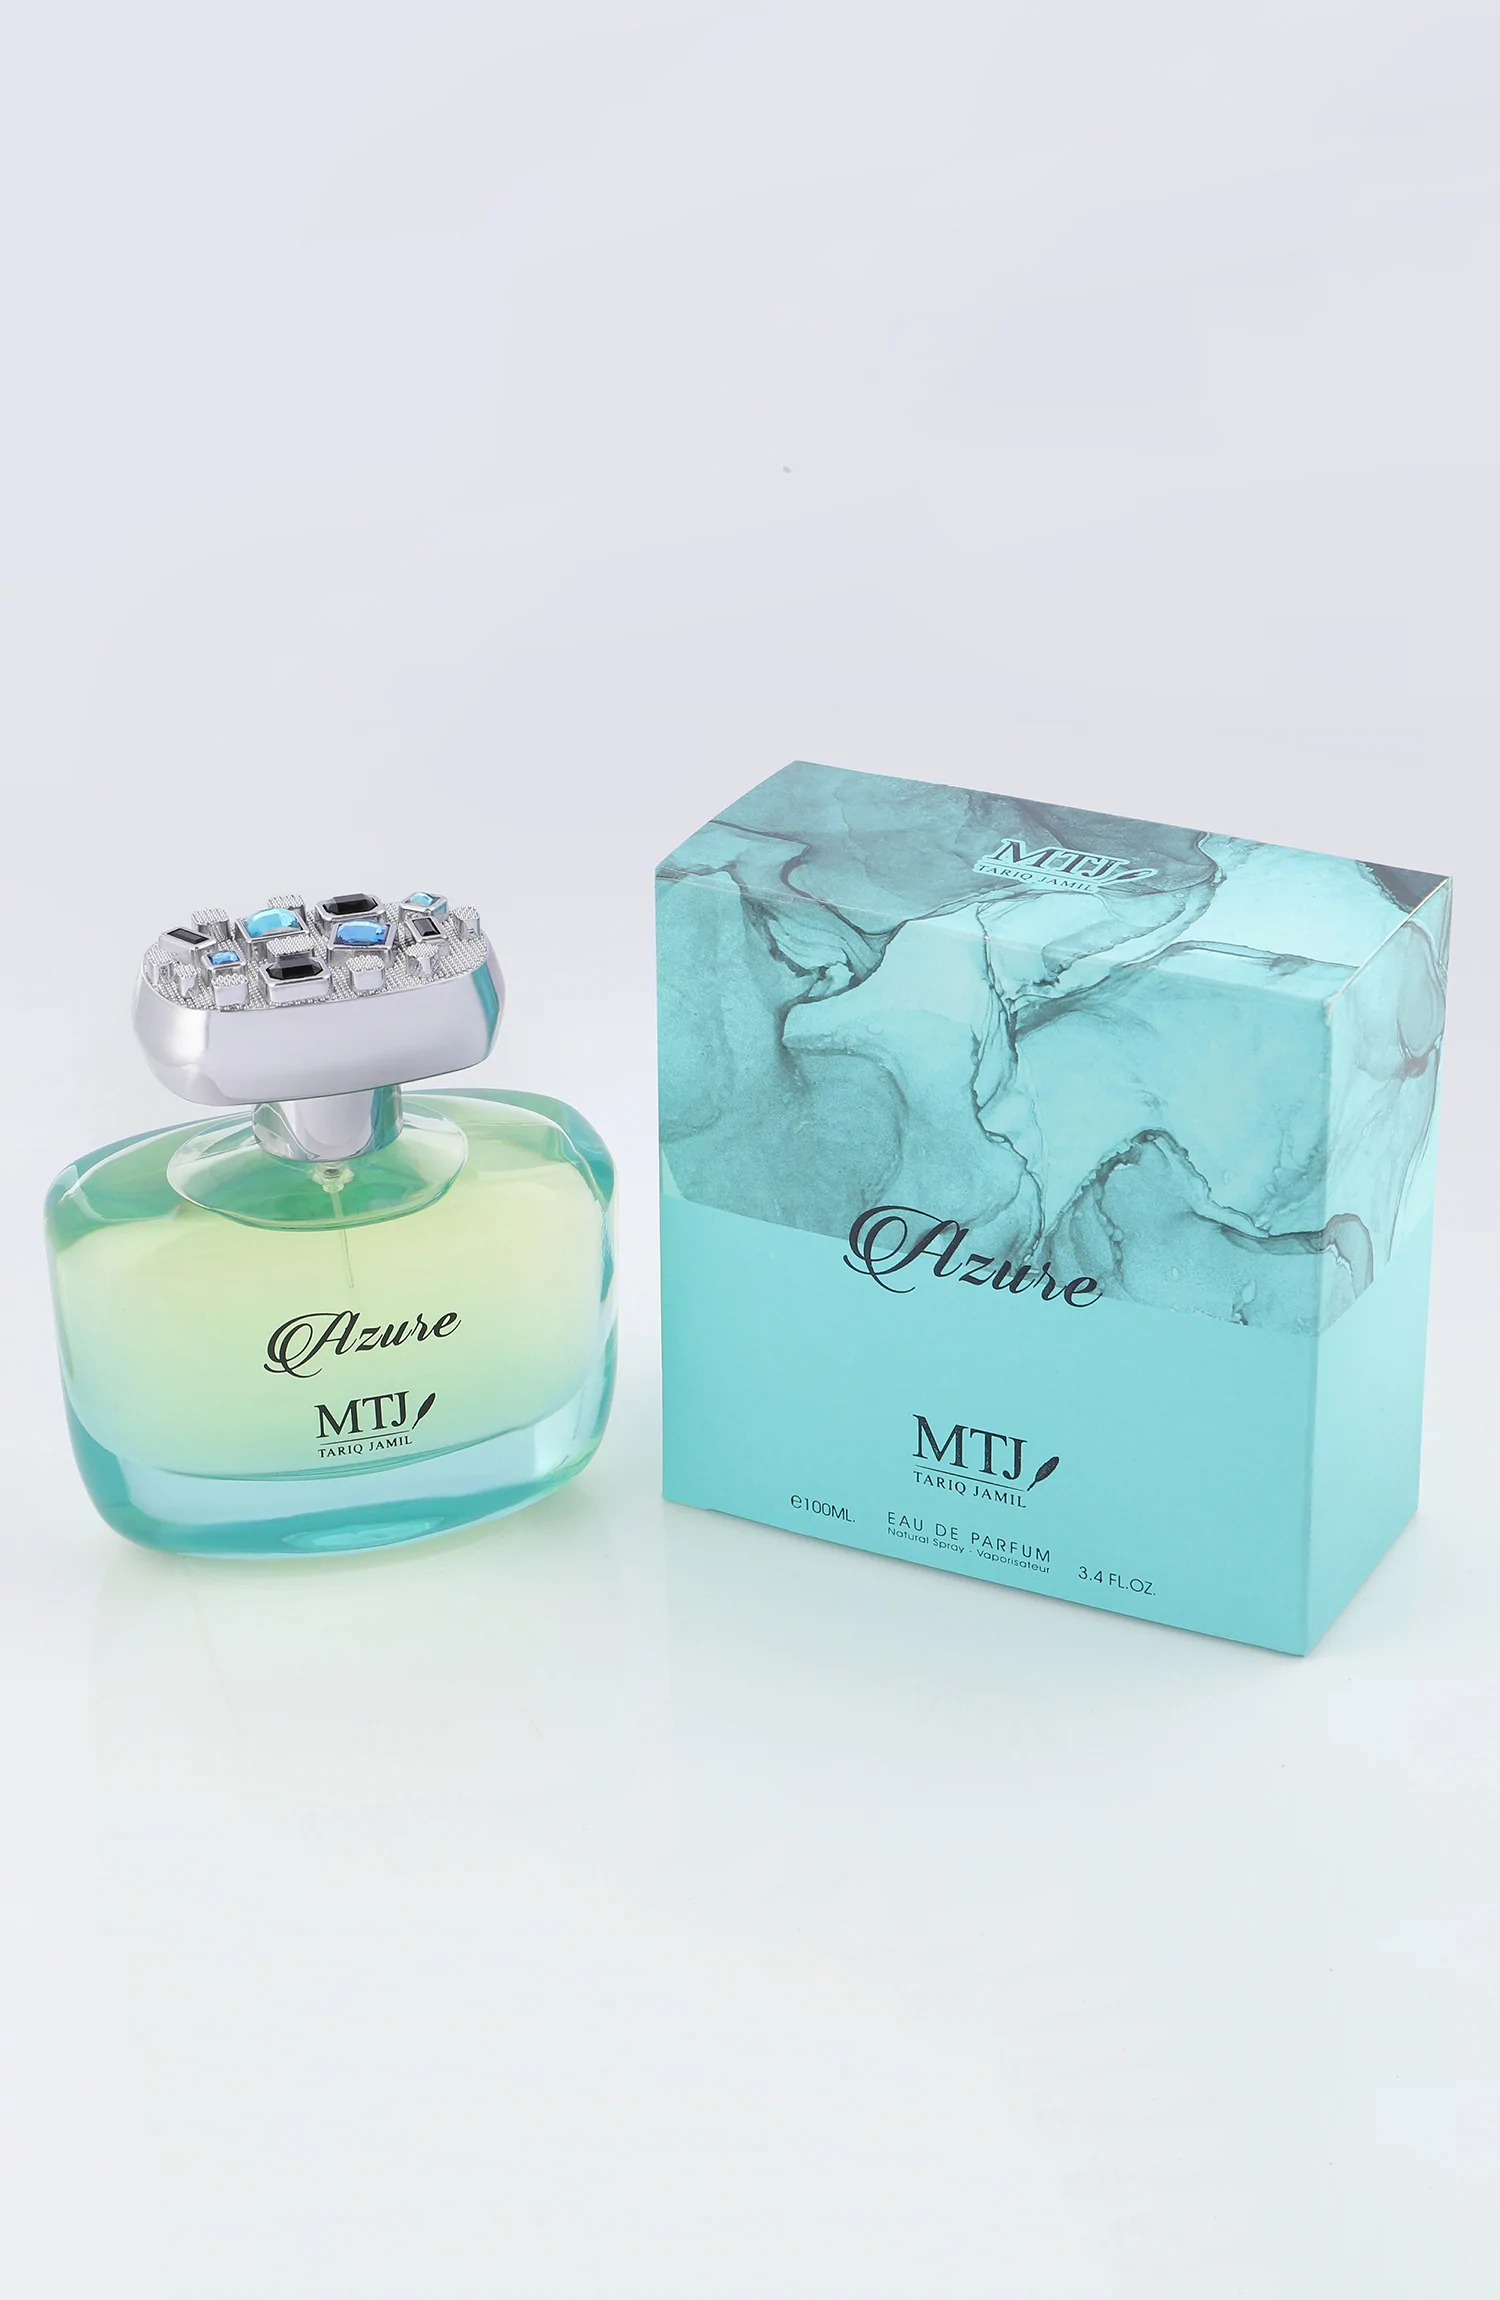 Azure
MTJ
TARIQ JAMIL
MTJ
TARIQ JAMIL
Azure
MTJ
TARIQ JAMIL
e100ML.
EAU DE PARFUM
Natural Spray - Vaporisateur
3.4 FL.OZ.